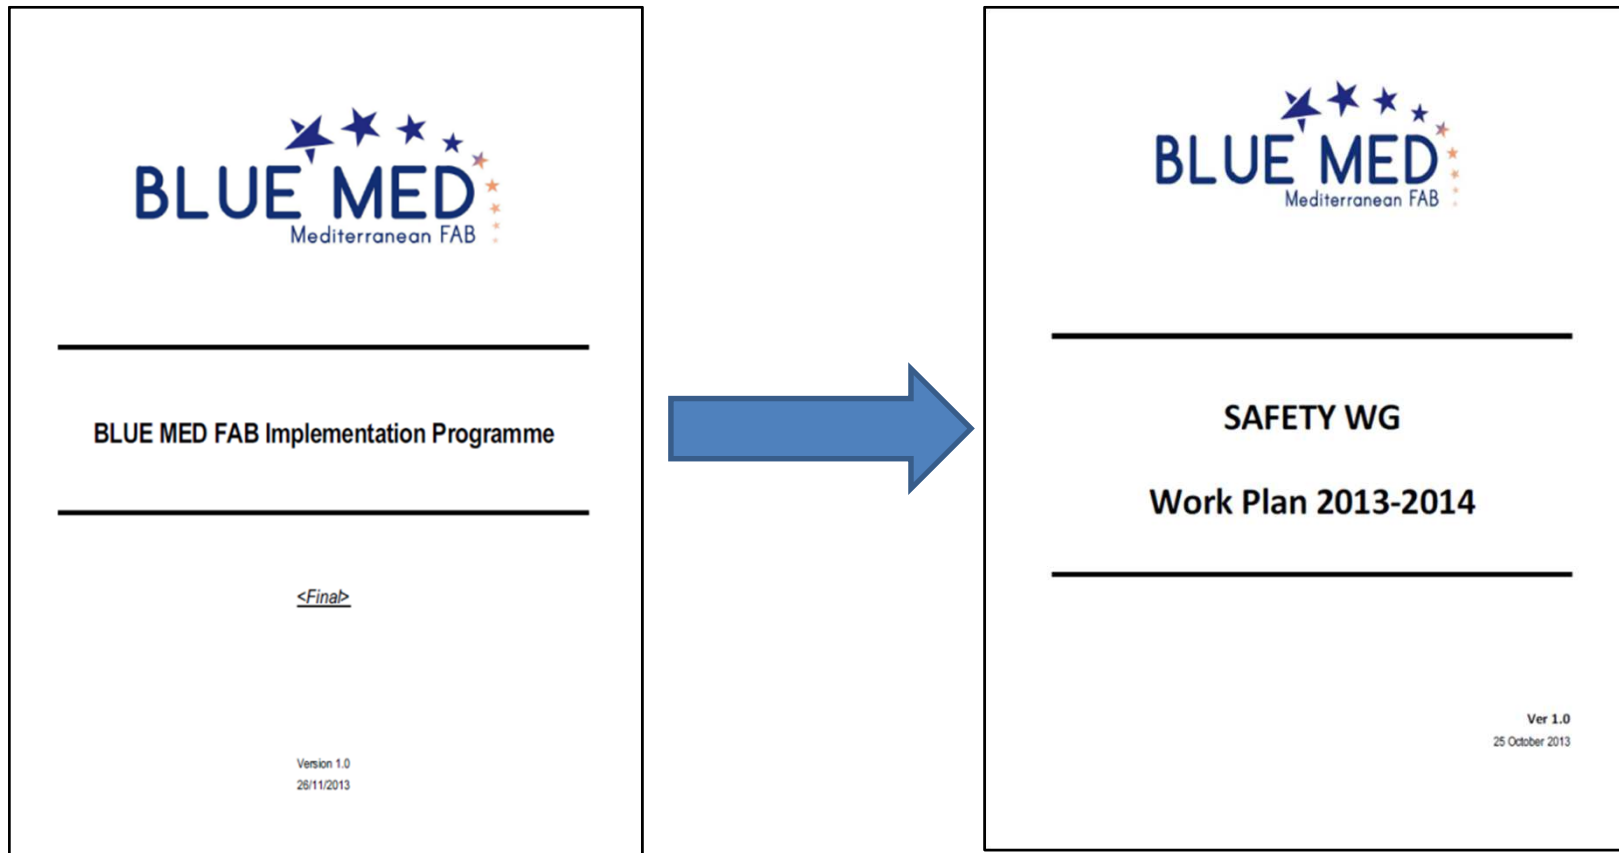 BLUE MED
Mediterranean FAB
BLUE MED FAB Implementation Programme
<Final>
Version 1.0
26/11/2013
BLUE MED
Mediterranean FAB
SAFETY WG
Work Plan 2013-2014
Ver 1.0
25 October 2013